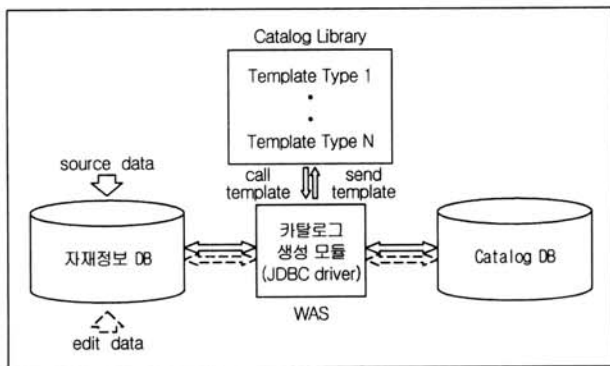 Catalog Library
Template Type 1
•
•
Template Type N
call
template
send
template
source data
자재정보 DB
edit data
카탈로그
생성 모듈
(JDBC driver)
WAS
Catalog DB